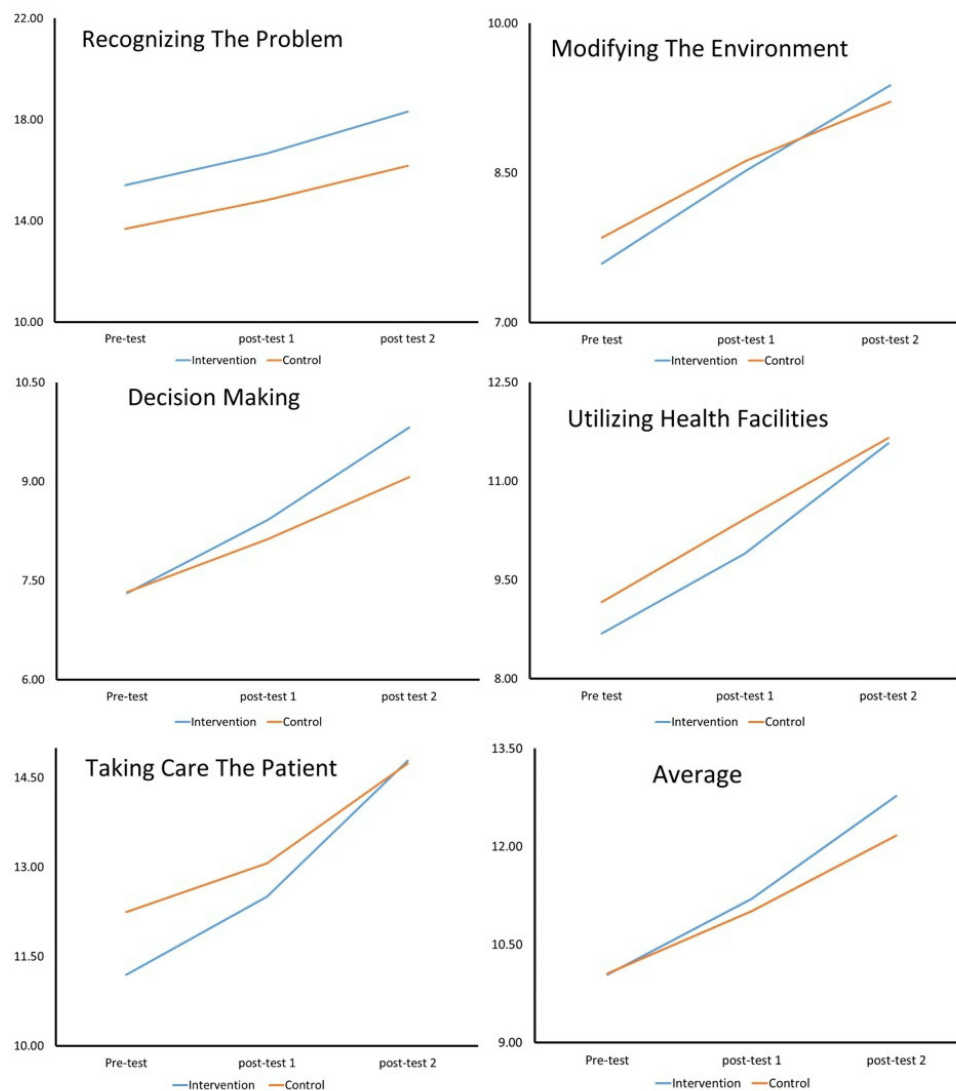 Recognizing The Problem
22.00
18.00
14.00
10.00
Pre-test post-test 1 post test 2
Intervention Control
Modifying The Environment
10.00
8.50
7.00
Pre test post-test 1 post-test 2
Intervention Control
Decision Making
10.50
9.00
7.50
6.00
Pre-test post-test 1 post test 2
Intervention Control
Utilizing Health Facilities
12.50
11.00
9.50
8.00
Pre test post-test 1 post-test 2
Intervention Control
Taking Care The Patient
14.50
13.00
11.50
10.00
Pre-test post-test 1 post-test 2
Intervention Control
Average
13.50
12.00
10.50
9.00
Pre-test post-test 1 post-test 2
Intervention Control